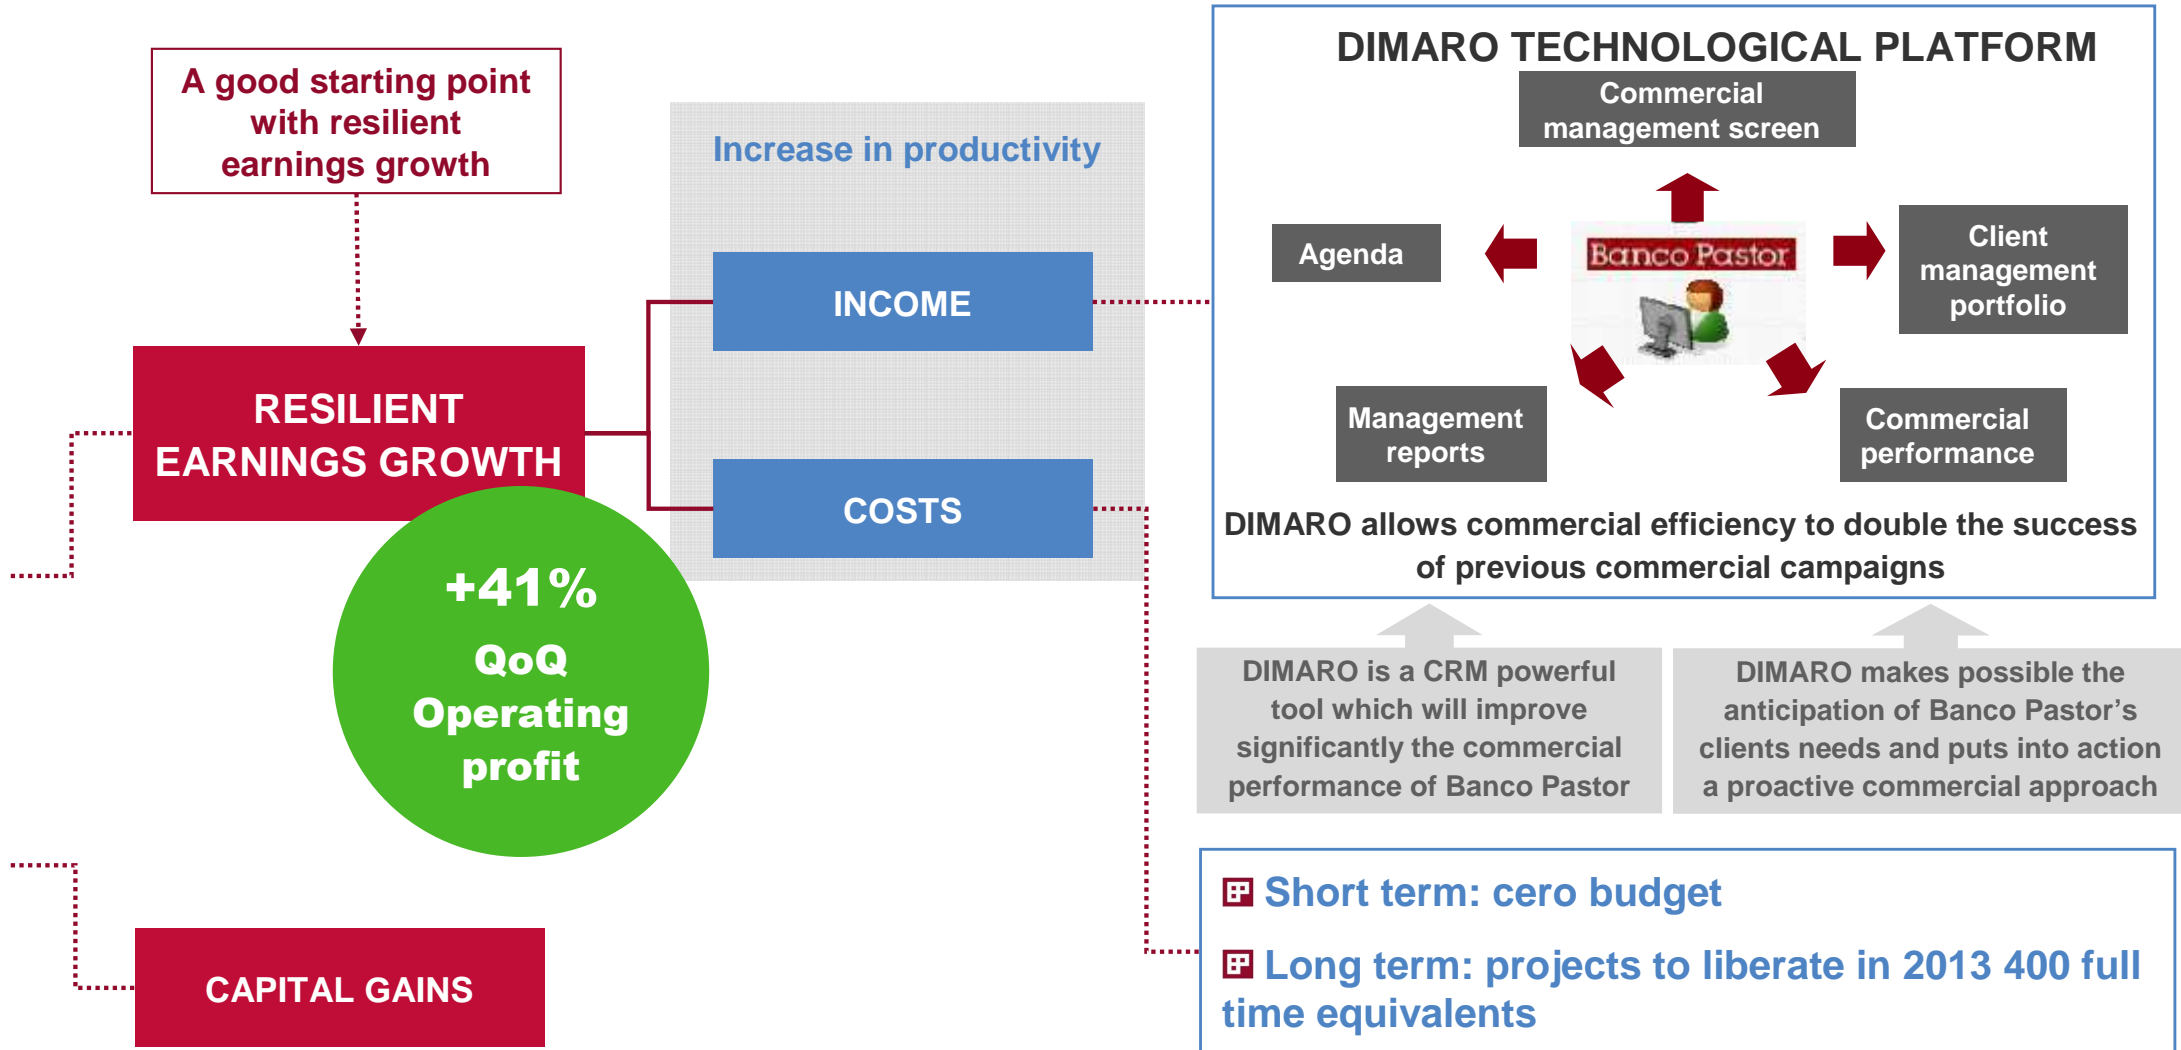 A good starting point
with resilient
earnings growth
RESILIENT
EARNINGS GROWTH
+41%
QoQ
Operating
profit
CAPITAL GAINS
Increase in productivity
INCOME
COSTS
DIMARO TECHNOLOGICAL PLATFORM
Commercial
management screen
Agenda
Banco Pastor
Client
management
portfolio
Management
reports
Commercial
performance
DIMARO allows commercial efficiency to double the success
of previous commercial campaigns
DIMARO is a CRM powerful
tool which will improve
significantly the commercial
performance of Banco Pastor
DIMARO makes possible the
anticipation of Banco Pastor’s
clients needs and puts into action
a proactive commercial approach
Short term: cero budget
Long term: projects to liberate in 2013 400 full
time equivalents